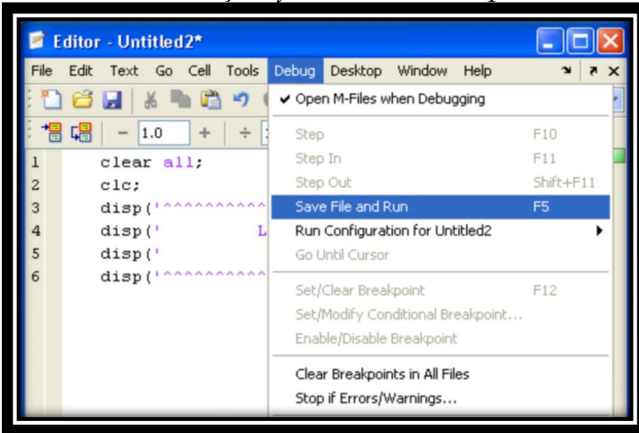 Editor - Untitled2*
File Edit Text Go Cell Tools Debug Desktop Window Help
✔ Open M-Files when Debugging
- 1.0 + ÷
Step F10
Step In F11
Step Out Shift+F11
Save File and Run F5
Run Configuration for Untitled2
Go Until Cursor
Set/Clear Breakpoint F12
Set/Modify Conditional Breakpoint...
Enable/Disable Breakpoint
Clear Breakpoints in All Files
Stop if Errors/Warnings...
1 clear all;
2 clc;
3 disp('^^^^^^^^^^
4 disp(' L
5 disp('
6 disp('^^^^^^^^^^